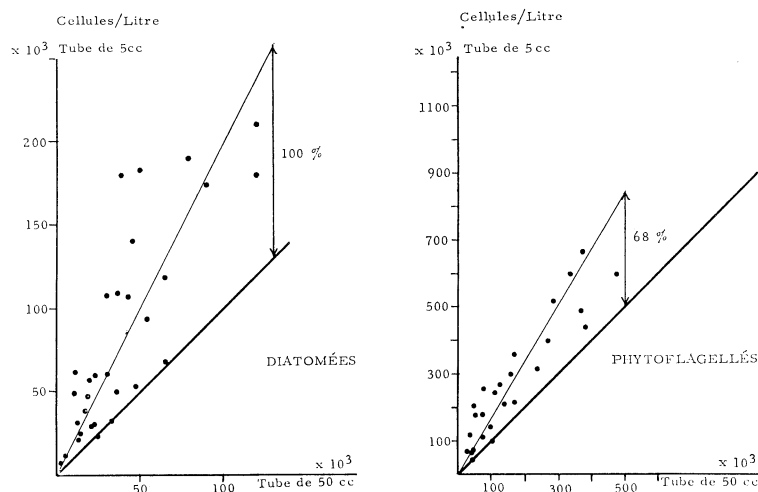 Cellules/Litre
x 10³ Tube de 5cc
200
150
100
50
100 %
DIATOMÉES
x 10³
50 100 Tube de 50 cc
Cellules/Litre
x 10³ Tube de 5cc
1100
900
700
500
300
100
68 %
PHYTOFLAGELLÉS
x 10³
100 300 500 Tube de 50 cc